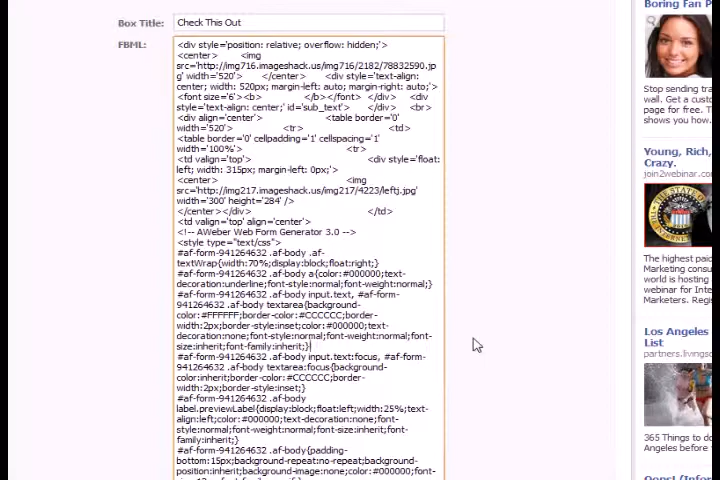 Box Title:
Check This Out
FBML:
<div style='position: relative; overflow: hidden;'>
<center> <img
src='http://img716.imageshack.us/img716/2182/78832590.jp
g' width='520'> </center> <div style='text-align:
center; width: 520px; margin-left: auto; margin-right: auto;'>
<font size='6'><b> </b></font> </div> <div
style='text-align: center;' id='sub_text'> </div> <br>
<div align='center'> <table border='0'
width='520'> <tr> <td>
<table border='0' cellpadding='1' cellspacing='1'
width='100%'> <tr>
<td valign='top'> <div style='float:
left; width: 315px; margin-left: 0px;'>
<center> <img
src='http://img217.imageshack.us/img217/4223/leftj.jpg'
width='300' height='284' />
</center></div> </td>
<td valign='top' align='center'>
<!-- AWeber Web Form Generator 3.0 -->
<style type="text/css">
#af-form-941264632 .af-body .af-
textWrap{width:70%;display:block;float:right;}
#af-form-941264632 .af-body a{color:#000000;text-
decoration:underline;font-style:normal;font-weight:normal;}
#af-form-941264632 .af-body input.text, #af-form-
941264632 .af-body textarea{background-
color:#FFFFFF;border-color:#CCCCCC;border-
width:2px;border-style:inset;color:#000000;text-
decoration:none;font-style:normal;font-weight:normal;font-
size:inherit;font-family:inherit;}
#af-form-941264632 .af-body input.text:focus, #af-form-
941264632 .af-body textarea:focus{background-
color:inherit;border-color:#CCCCCC;border-
width:2px;border-style:inset;}
#af-form-941264632 .af-body
label.previewLabel{display:block;float:left;width:25%;text-
align:left;color:#000000;text-decoration:none;font-
style:normal;font-weight:normal;font-size:inherit;font-
family:inherit;}
#af-form-941264632 .af-body{padding-
bottom:15px;background-repeat:no-repeat;background-
position:inherit;background-image:none;color:#000000;font-
Boring Fan P
Stop sending tra
wall. Get a custo
page for free. T
shows you how.
Young, Rich,
Crazy.
join2webinar.com
THE STATE OF
The highest paid
Marketing consu
world is hosting
webinar for Inte
Marketers. Regis
Los Angeles
List
partners.livingso
365 Things to do
Angeles before